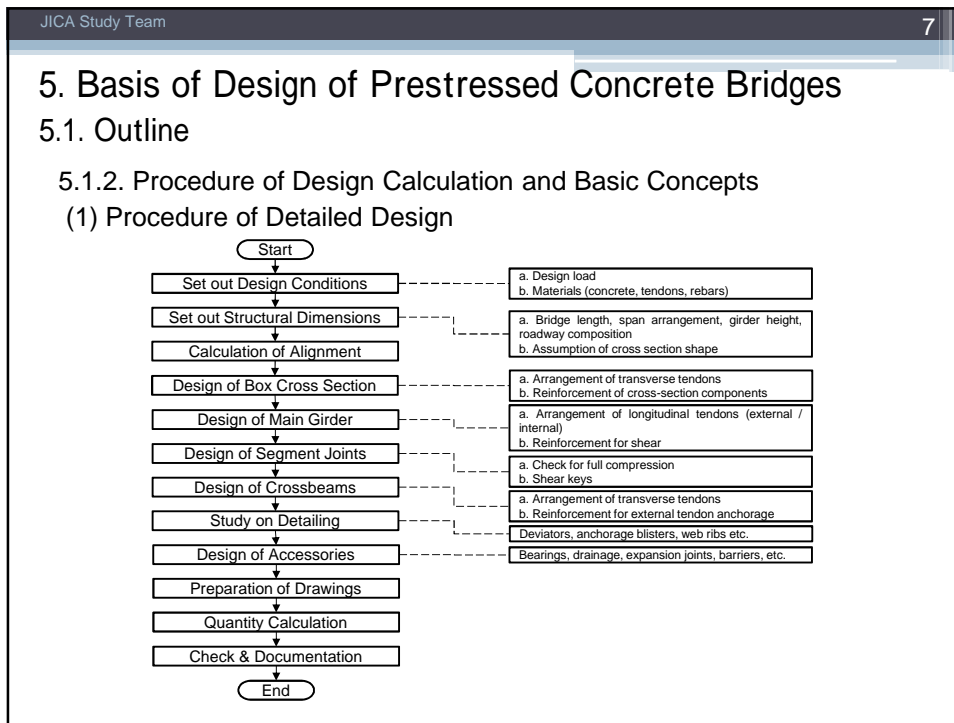 JICA Study Team
7
5. Basis of Design of Prestressed Concrete Bridges
5.1. Outline
5.1.2. Procedure of Design Calculation and Basic Concepts
(1) Procedure of Detailed Design
Start
Set out Design Conditions
a. Design load
b. Materials (concrete, tendons, rebars)
Set out Structural Dimensions
a. Bridge length, span arrangement, girder height,
roadway composition
b. Assumption of cross section shape
Calculation of Alignment
Design of Box Cross Section
a. Arrangement of transverse tendons
b. Reinforcement of cross-section components
Design of Main Girder
a. Arrangement of longitudinal tendons (external /
internal)
b. Reinforcement for shear
Design of Segment Joints
a. Check for full compression
b. Shear keys
Design of Crossbeams
a. Arrangement of transverse tendons
b. Reinforcement for external tendon anchorage
Study on Detailing
Deviators, anchorage blisters, web ribs etc.
Design of Accessories
Bearings, drainage, expansion joints, barriers, etc.
Preparation of Drawings
Quantity Calculation
Check & Documentation
End